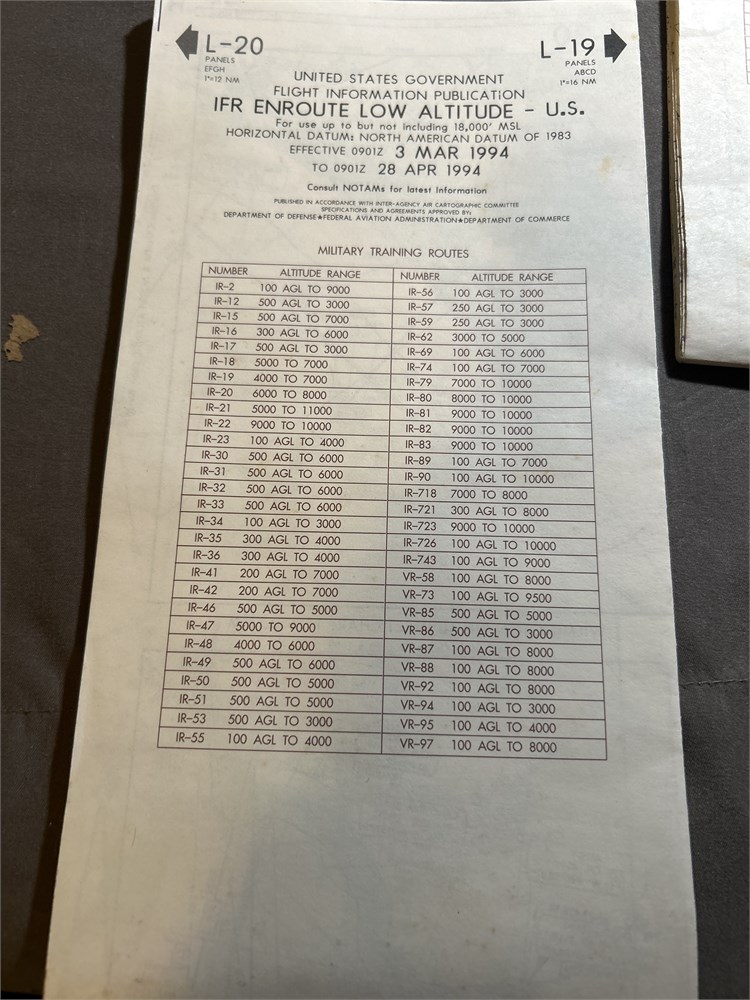 L-20
PANELS
EFGH
1"=12 NM
L-19
PANELS
ABCD
1"=16 NM
UNITED STATES GOVERNMENT
FLIGHT INFORMATION PUBLICATION
IFR ENROUTE LOW ALTITUDE - U.S.
For use up to but not including 18,000' MSL
HORIZONTAL DATUM: NORTH AMERICAN DATUM OF 1983
EFFECTIVE 0901Z 3 MAR 1994
TO 0901Z 28 APR 1994
Consult NOTAMs for latest information
PUBLISHED IN ACCORDANCE WITH INTER-AGENCY AIR CARTOGRAPHIC COMMITTEE
SPECIFICATIONS AND AGREEMENTS APPROVED BY:
DEPARTMENT OF DEFENSE★FEDERAL AVIATION ADMINISTRATION★DEPARTMENT OF COMMERCE
MILITARY TRAINING ROUTES
NUMBER ALTITUDE RANGE NUMBER ALTITUDE RANGE
IR-2 100 AGL TO 9000 IR-56 100 AGL TO 3000
IR-12 500 AGL TO 3000 IR-57 250 AGL TO 3000
IR-15 500 AGL TO 7000 IR-59 250 AGL TO 3000
IR-16 300 AGL TO 6000 IR-62 3000 TO 5000
IR-17 500 AGL TO 3000 IR-69 100 AGL TO 6000
IR-18 5000 TO 7000 IR-74 100 AGL TO 7000
IR-19 4000 TO 7000 IR-79 7000 TO 10000
IR-20 6000 TO 8000 IR-80 8000 TO 10000
IR-21 5000 TO 11000 IR-81 9000 TO 10000
IR-22 9000 TO 10000 IR-82 9000 TO 10000
IR-23 100 AGL TO 4000 IR-83 9000 TO 10000
IR-30 500 AGL TO 6000 IR-89 100 AGL TO 7000
IR-31 500 AGL TO 6000 IR-90 100 AGL TO 10000
IR-32 500 AGL TO 6000 IR-718 7000 TO 8000
IR-33 500 AGL TO 6000 IR-721 300 AGL TO 8000
IR-34 100 AGL TO 3000 IR-723 9000 TO 10000
IR-35 300 AGL TO 4000 IR-726 100 AGL TO 10000
IR-36 300 AGL TO 4000 IR-743 100 AGL TO 9000
IR-41 200 AGL TO 7000 VR-58 100 AGL TO 8000
IR-42 200 AGL TO 7000 VR-73 100 AGL TO 9500
IR-46 500 AGL TO 5000 VR-85 500 AGL TO 5000
IR-47 5000 TO 9000 VR-86 500 AGL TO 3000
IR-48 4000 TO 6000 VR-87 100 AGL TO 8000
IR-49 500 AGL TO 6000 VR-88 100 AGL TO 8000
IR-50 500 AGL TO 5000 VR-92 100 AGL TO 8000
IR-51 500 AGL TO 5000 VR-94 100 AGL TO 3000
IR-53 500 AGL TO 3000 VR-95 100 AGL TO 4000
IR-55 100 AGL TO 4000 VR-97 100 AGL TO 8000